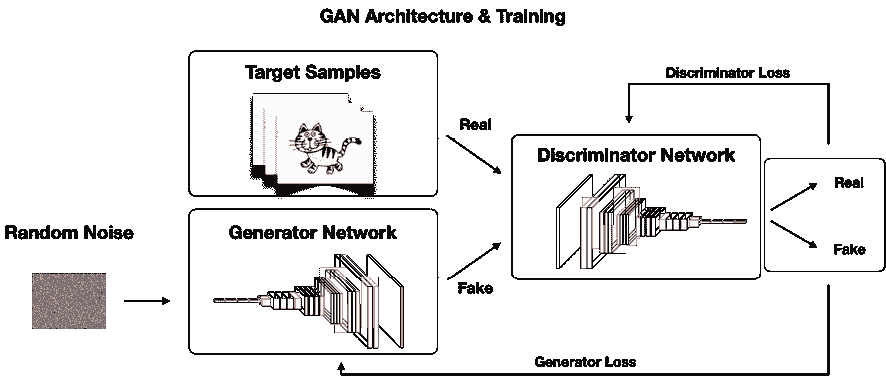 GAN Architecture & Training
Target Samples
Discriminator Loss
Real
Discriminator Network
Real
Random Noise
Generator Network
Fake
Fake
Generator Loss